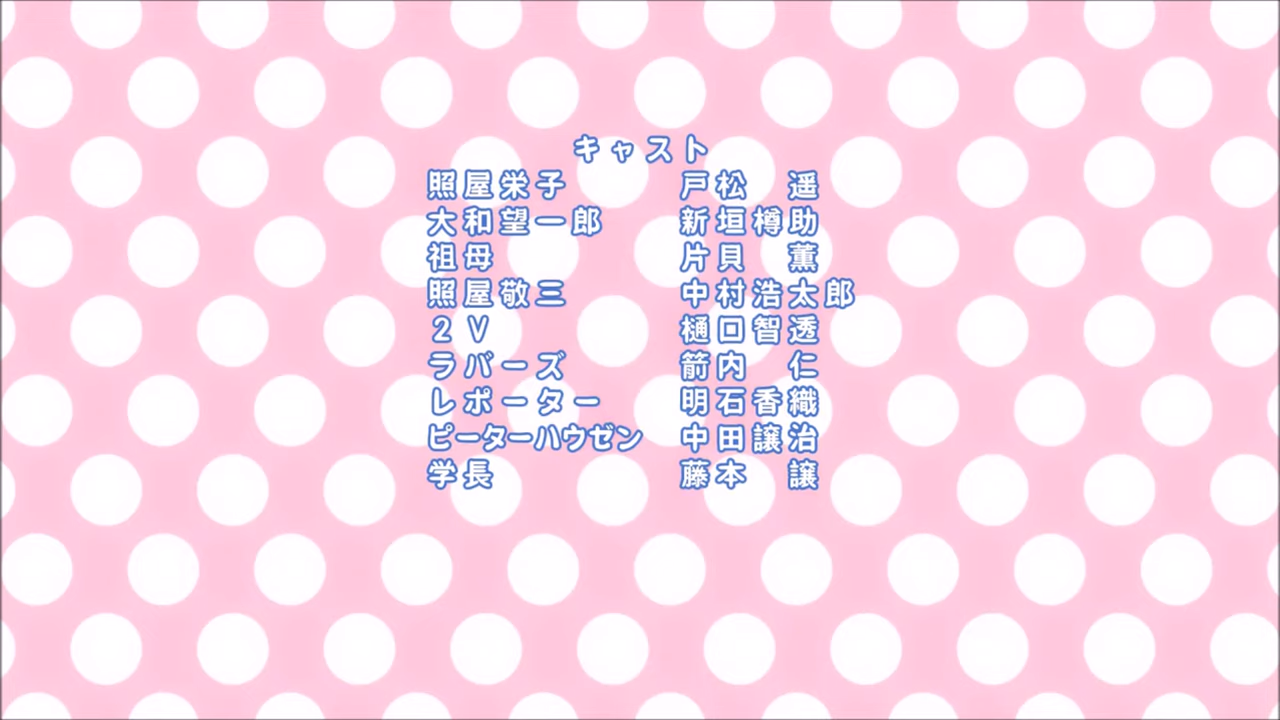 キャスト
照屋栄子 戸松 遥
大和望一郎 新垣樽助
祖母 片貝 薫
照屋敬三 中村浩太郎
2V 樋口智透
ラバーズ 箭内 仁
レポーター 明石香織
ピーターハウゼン 中田譲治
学長 藤本 譲